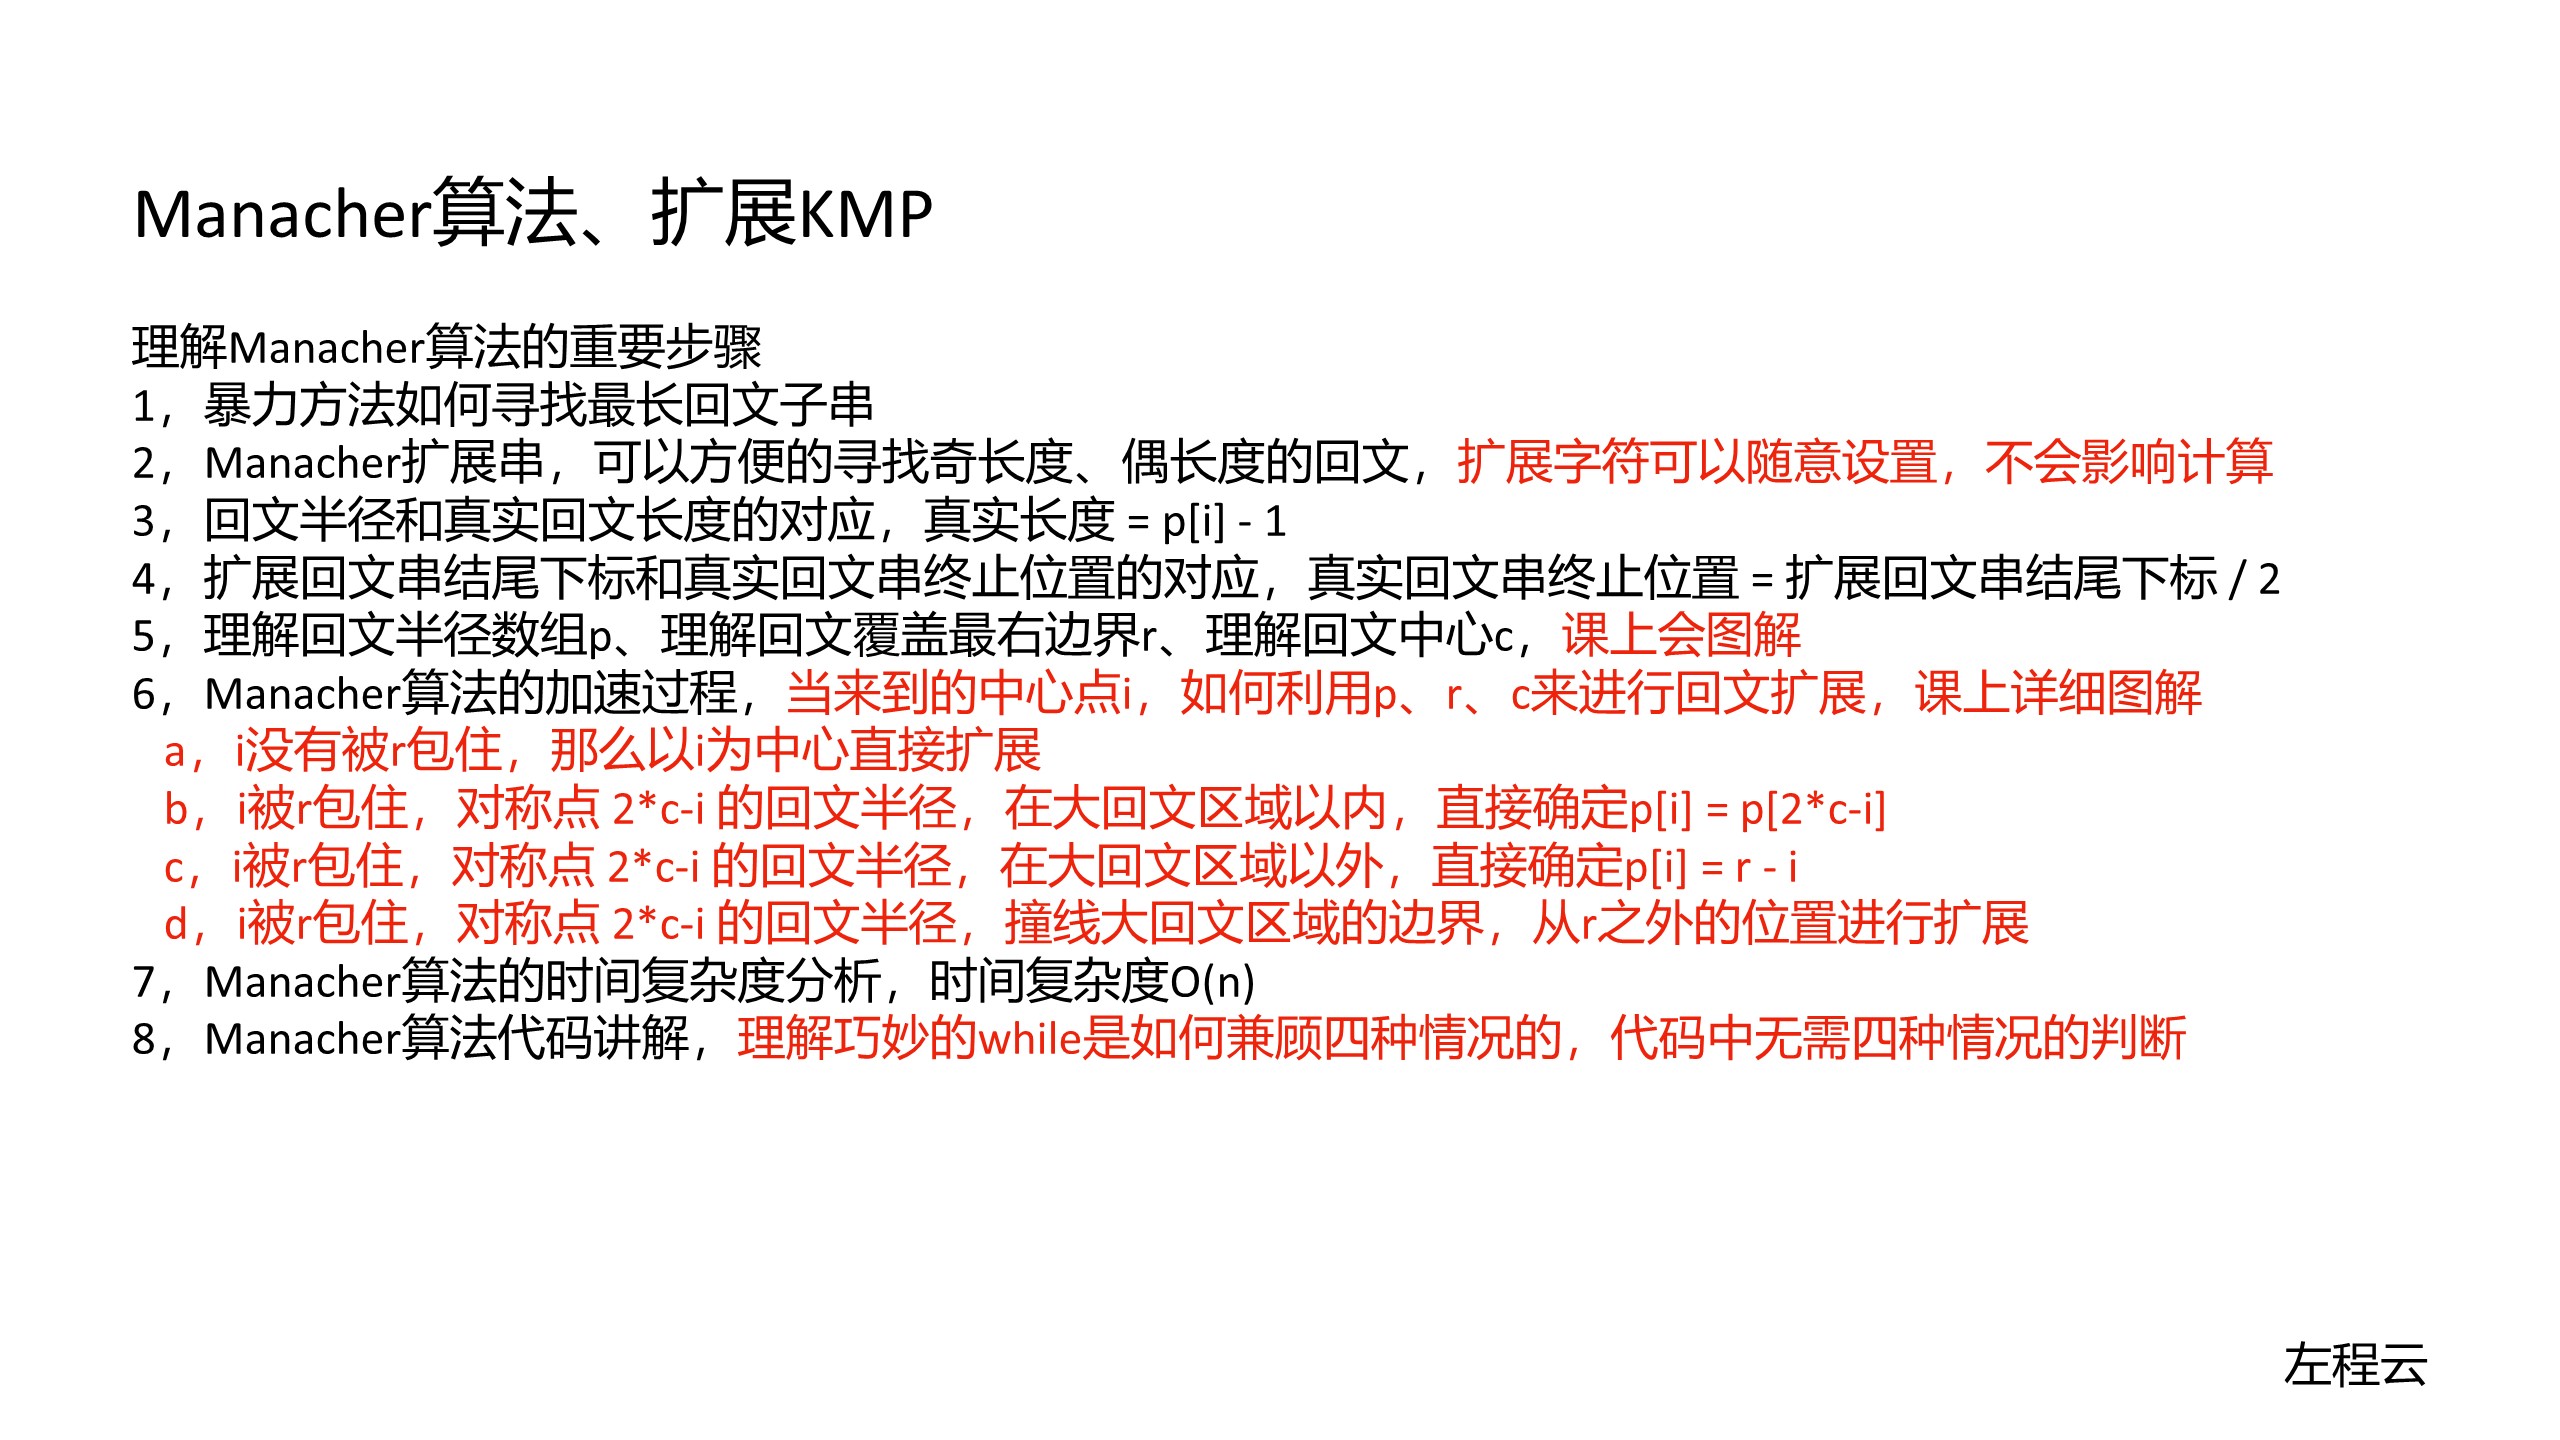 Manacher算法、扩展KMP
理解Manacher算法的重要步骤
1，暴力方法如何寻找最长回文子串
2，Manacher扩展串，可以方便的寻找奇长度、偶长度的回文，扩展字符可以随意设置，不会影响计算
3，回文半径和真实回文长度的对应，真实长度 = p[i] - 1
4，扩展回文串结尾下标和真实回文串终止位置的对应，真实回文串终止位置 = 扩展回文串结尾下标 / 2
5，理解回文半径数组p、理解回文覆盖最右边界r、理解回文中心c，课上会图解
6，Manacher算法的加速过程，当来到的中心点i，如何利用p、r、c来进行回文扩展，课上详细图解
a，i没有被r包住，那么以i为中心直接扩展
b，i被r包住，对称点 2*c-i 的回文半径，在大回文区域以内，直接确定p[i] = p[2*c-i]
c，i被r包住，对称点 2*c-i 的回文半径，在大回文区域以外，直接确定p[i] = r - i
d，i被r包住，对称点 2*c-i 的回文半径，撞线大回文区域的边界，从r之外的位置进行扩展
7，Manacher算法的时间复杂度分析，时间复杂度O(n)
8，Manacher算法代码讲解，理解巧妙的while是如何兼顾四种情况的，代码中无需四种情况的判断
左程云